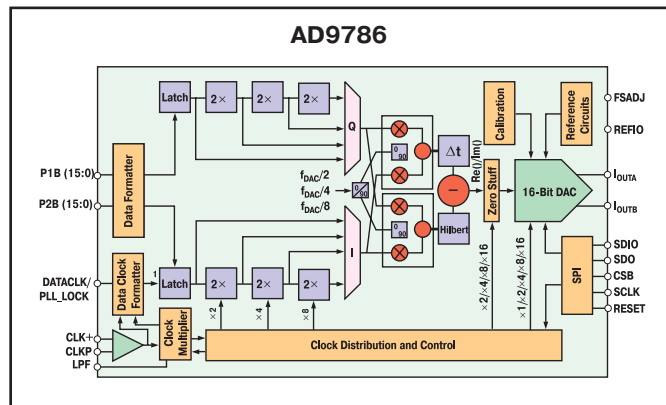 AD9786
Latch
2×
2×
2×
Q
Calibration
Reference Circuits
FSADJ
REFIO
P1B (15:0)
P2B (15:0)
Data Formatter
fDAC/2
fDAC/4
fDAC/8
0
90
0
90
0
90
Δt
−
Hilbert
Re()/Im()
Zero Stuff
16-Bit DAC
IOUTA
IOUTB
I
DATACLK/
PLL_LOCK
Data Clock Formatter
1
Latch
2×
2×
2×
×2
×4
×8
×2/×4/×8/×16
×1/×2/×4/×8/×16
SPI
SDIO
SDO
CSB
SCLK
RESET
CLK+
CLKP
LPF
Clock Multiplier
Clock Distribution and Control